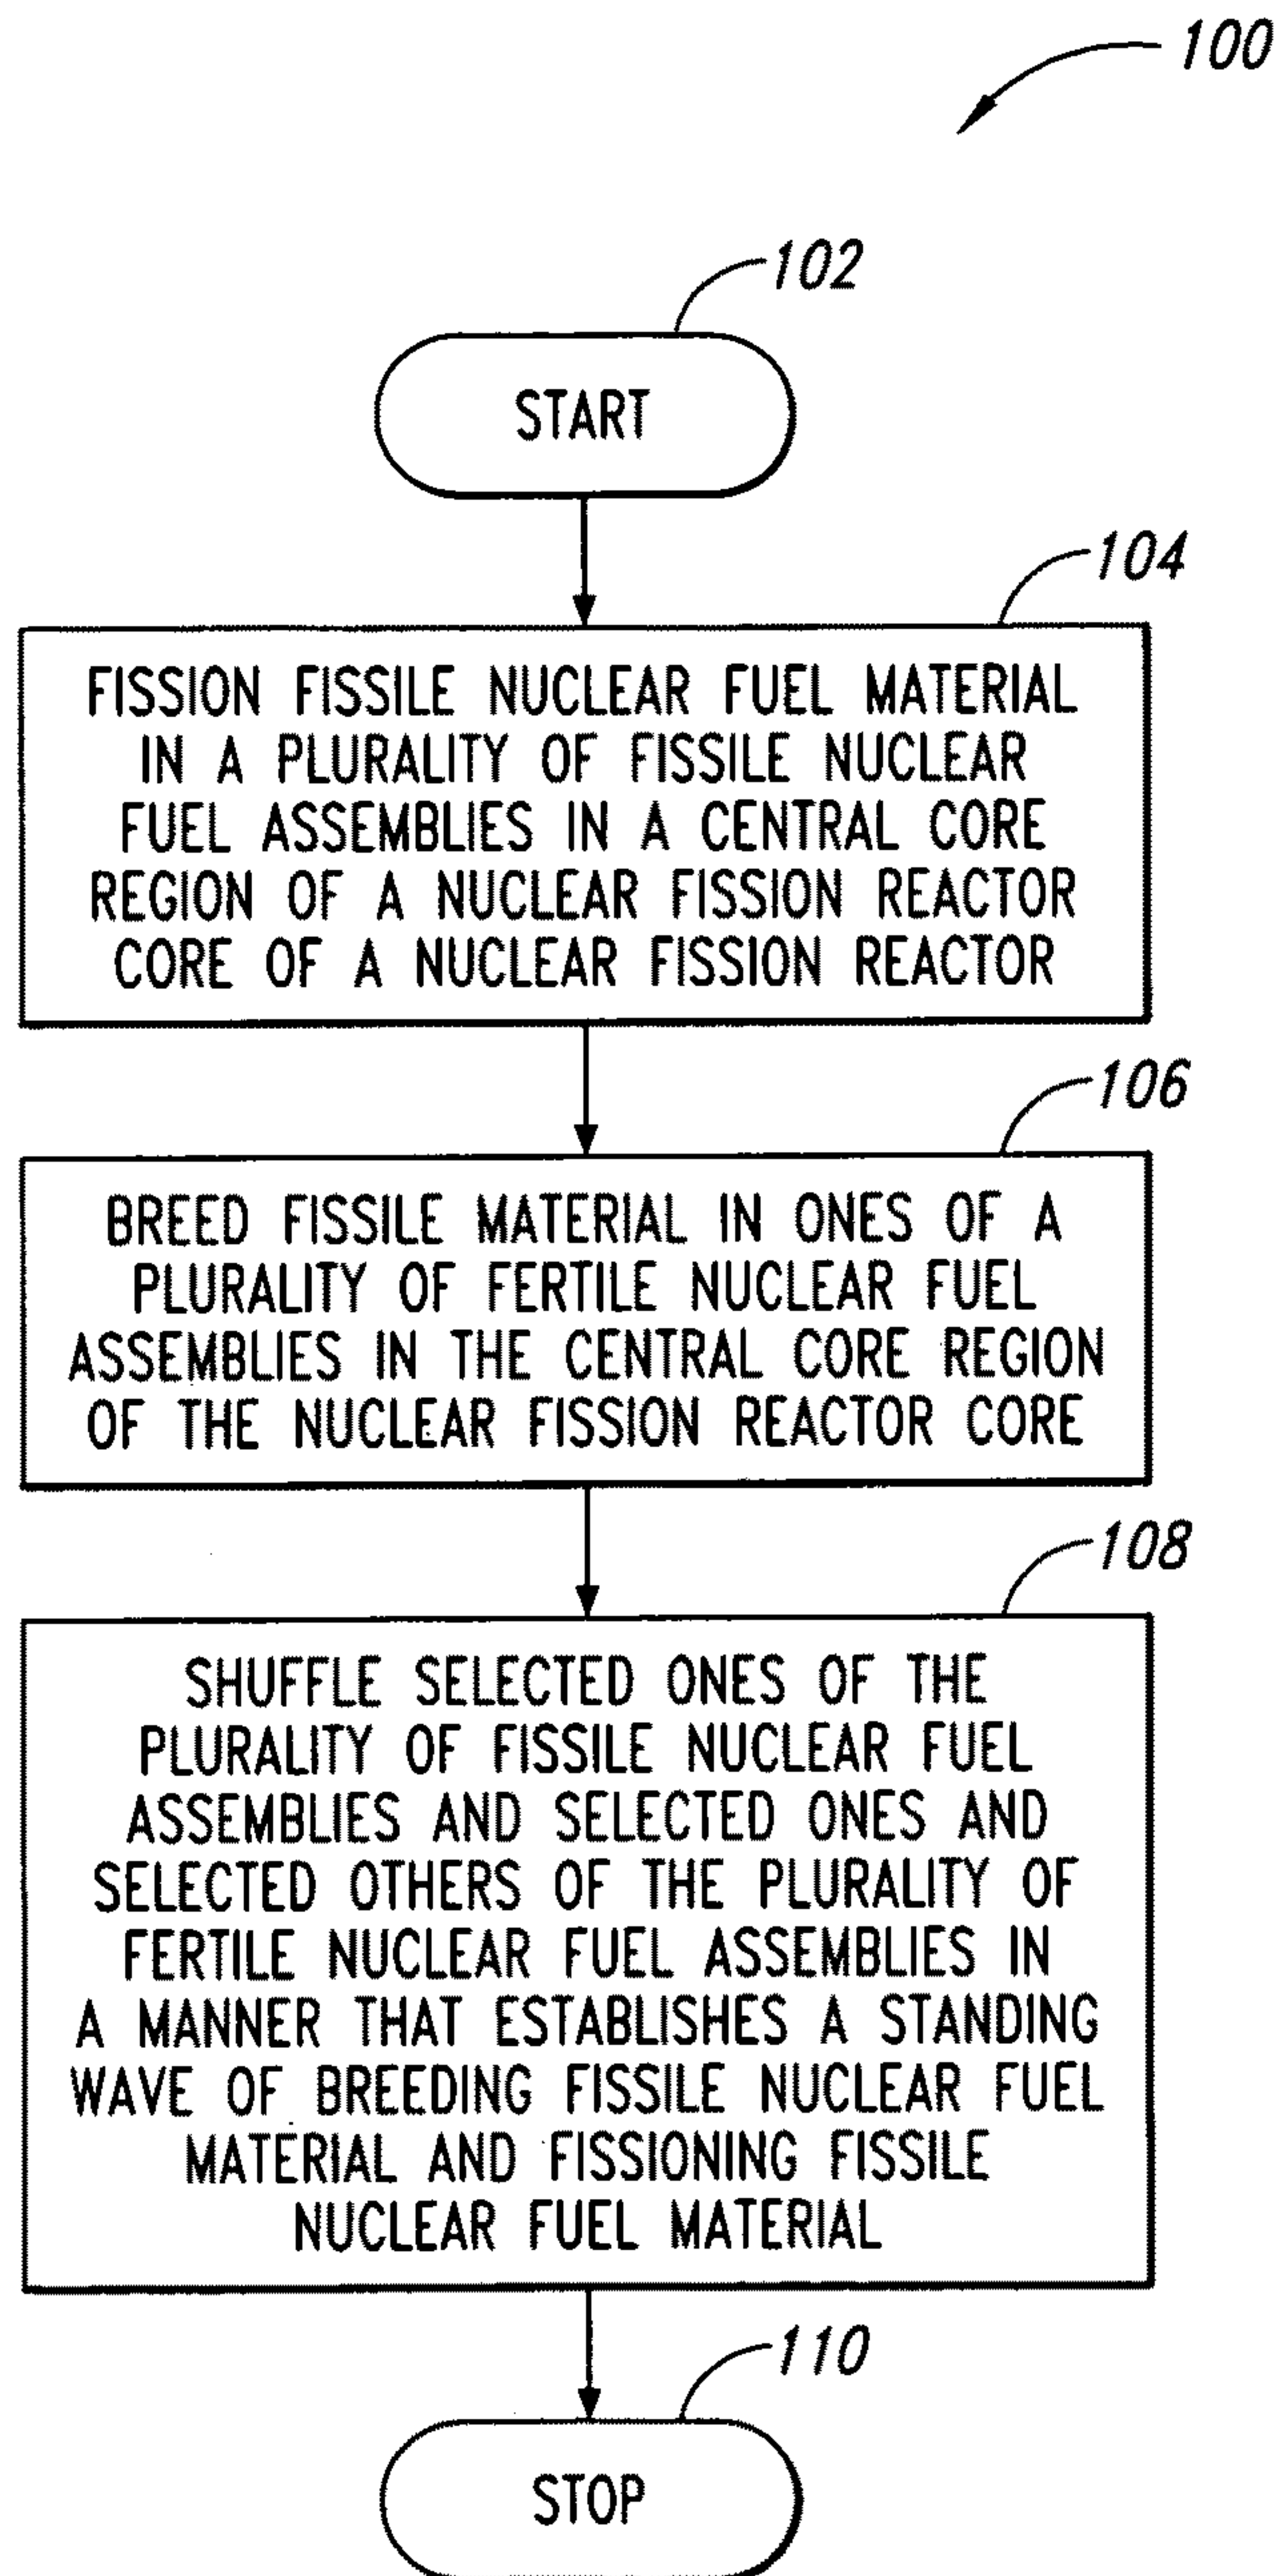 100
102
START
104
FISSION FISSILE NUCLEAR FUEL MATERIAL
IN A PLURALITY OF FISSILE NUCLEAR
FUEL ASSEMBLIES IN A CENTRAL CORE
REGION OF A NUCLEAR FISSION REACTOR
CORE OF A NUCLEAR FISSION REACTOR
106
BREED FISSILE MATERIAL IN ONES OF A
PLURALITY OF FERTILE NUCLEAR FUEL
ASSEMBLIES IN THE CENTRAL CORE REGION
OF THE NUCLEAR FISSION REACTOR CORE
108
SHUFFLE SELECTED ONES OF THE
PLURALITY OF FISSILE NUCLEAR FUEL
ASSEMBLIES AND SELECTED ONES AND
SELECTED OTHERS OF THE PLURALITY OF
FERTILE NUCLEAR FUEL ASSEMBLIES IN
A MANNER THAT ESTABLISHES A STANDING
WAVE OF BREEDING FISSILE NUCLEAR FUEL
MATERIAL AND FISSIONING FISSILE
NUCLEAR FUEL MATERIAL
110
STOP